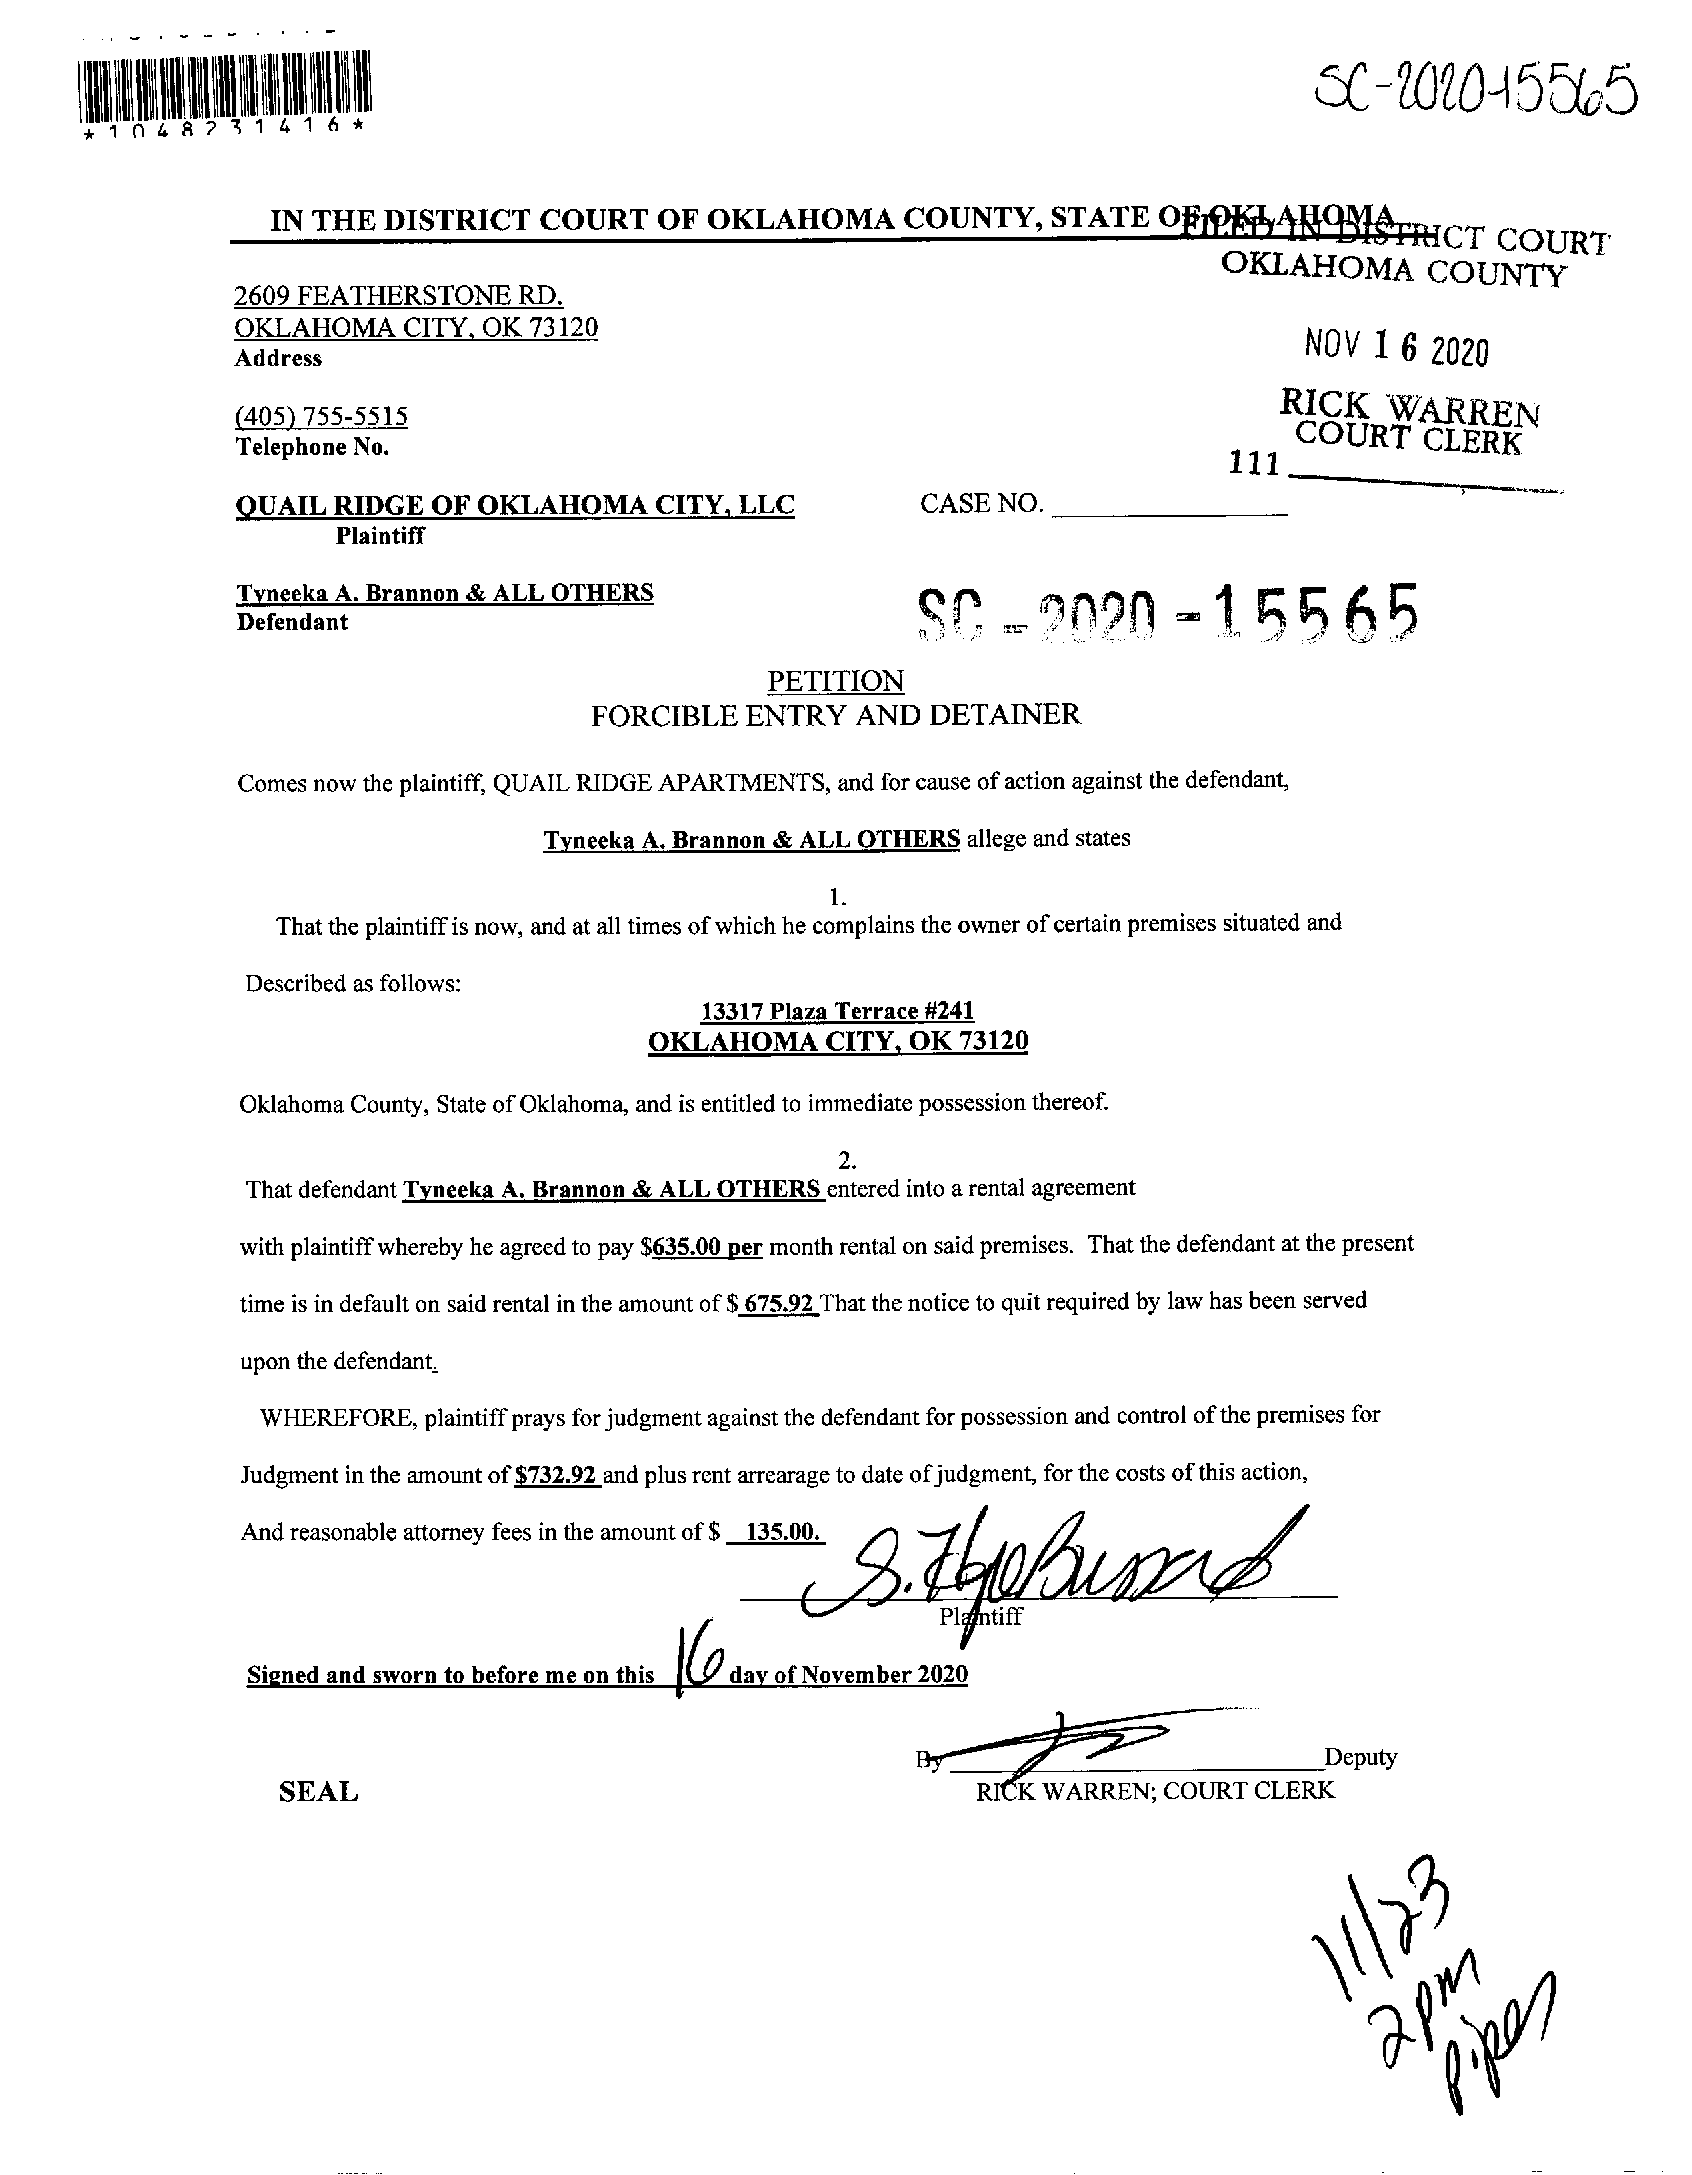 *1048231416*
SC-2020-15565
IN THE DISTRICT COURT OF OKLAHOMA COUNTY, STATE OF OKLAHOMA
FILED IN DISTRICT COURT
OKLAHOMA COUNTY
2609 FEATHERSTONE RD.
OKLAHOMA CITY, OK 73120
Address
NOV 16 2020
RICK WARREN
COURT CLERK
111
(405) 755-5515
Telephone No.
QUAIL RIDGE OF OKLAHOMA CITY, LLC CASE NO.
Plaintiff
Tyneeka A. Brannon & ALL OTHERS
Defendant
SC - 2020 - 15565
PETITION
FORCIBLE ENTRY AND DETAINER
Comes now the plaintiff, QUAIL RIDGE APARTMENTS, and for cause of action against the defendant,
Tyneeka A. Brannon & ALL OTHERS allege and states
1.
That the plaintiff is now, and at all times of which he complains the owner of certain premises situated and
Described as follows:
13317 Plaza Terrace #241
OKLAHOMA CITY, OK 73120
Oklahoma County, State of Oklahoma, and is entitled to immediate possession thereof.
2.
That defendant Tyneeka A. Brannon & ALL OTHERS entered into a rental agreement
with plaintiff whereby he agreed to pay $635.00 per month rental on said premises. That the defendant at the present
time is in default on said rental in the amount of $ 675.92 That the notice to quit required by law has been served
upon the defendant.
WHEREFORE, plaintiff prays for judgment against the defendant for possession and control of the premises for
Judgment in the amount of $732.92 and plus rent arrearage to date of judgment, for the costs of this action,
And reasonable attorney fees in the amount of $ 135.00.
Plaintiff
Signed and sworn to before me on this 16 day of November 2020
By Deputy
SEAL
RICK WARREN; COURT CLERK
11/23
2pm
Pipes